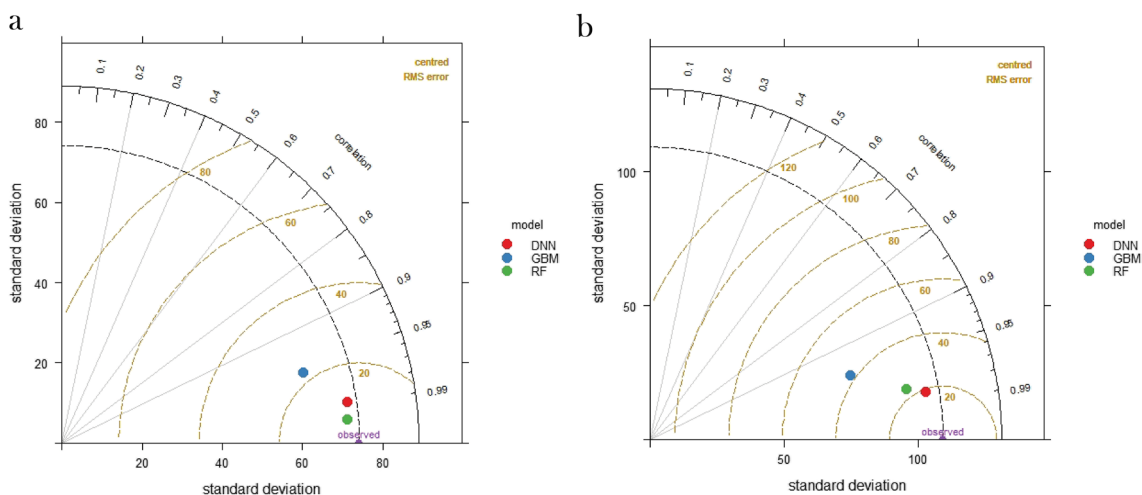 a
centred
RMS error
0.1
0.2
0.3
0.4
0.5
0.6
0.7
0.8
0.9
0.95
0.99
correlation
80
60
40
20
80
60
40
20
observed
20
40
60
80
standard deviation
standard deviation
model
DNN
GBM
RF
b
centred
RMS error
0.1
0.2
0.3
0.4
0.5
0.6
0.7
0.8
0.9
0.95
0.99
correlation
120
100
80
60
40
20
100
50
observed
50
100
standard deviation
standard deviation
model
DNN
GBM
RF